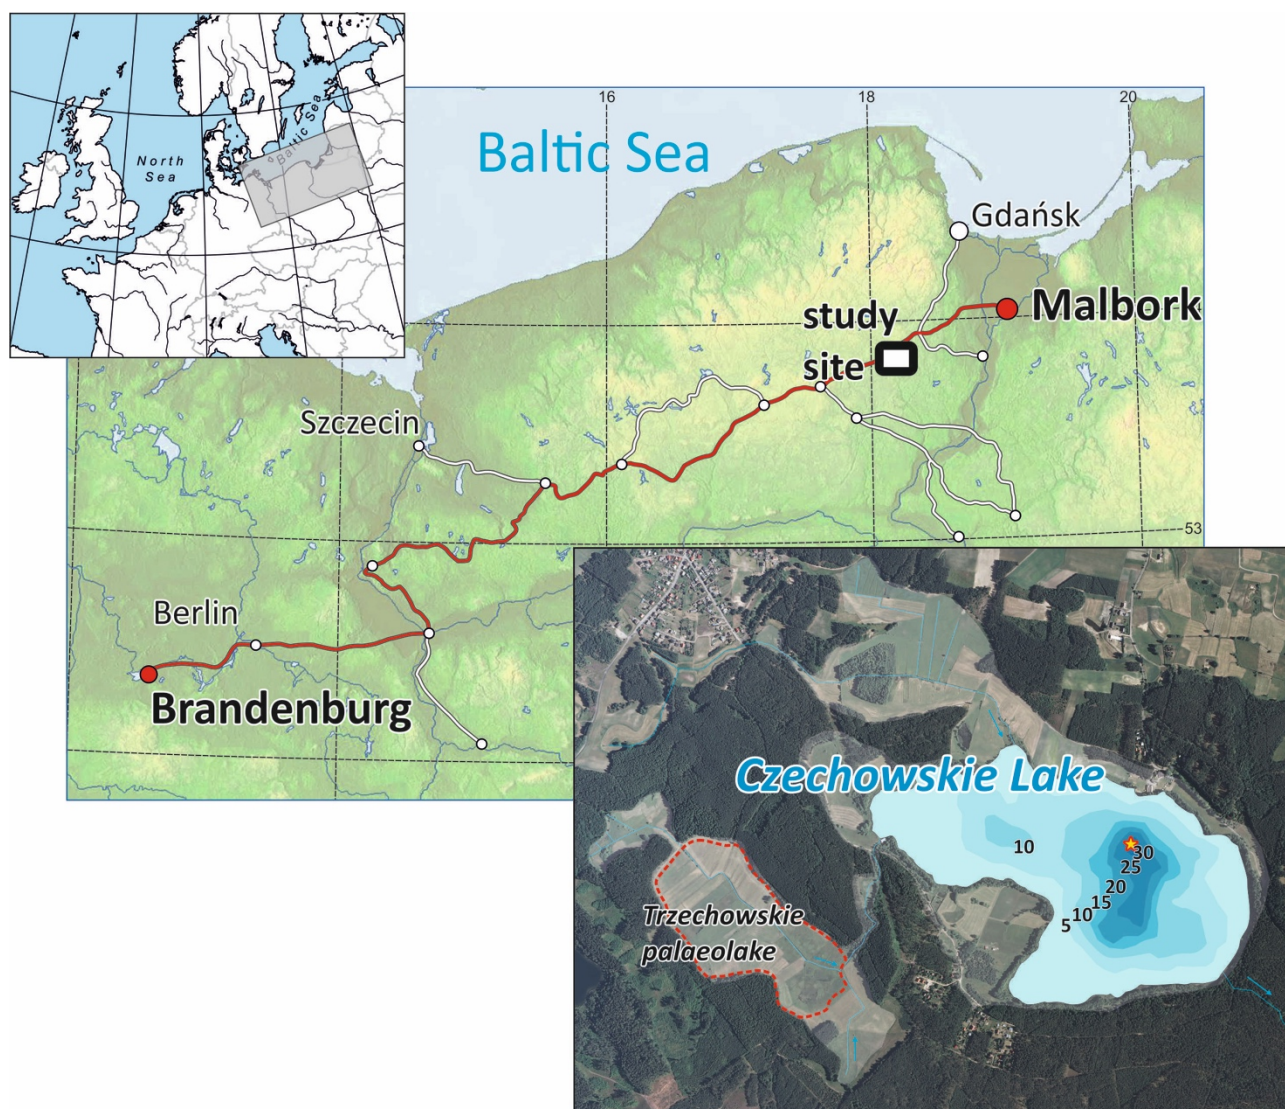 North
Sea
Baltic Sea
16
18
20
Baltic Sea
Gdańsk
Malbork
study
site
Szczecin
53
Berlin
Brandenburg
Czechowskie Lake
10
30
25
20
15
10
5
Trzechowskie
palaeolake